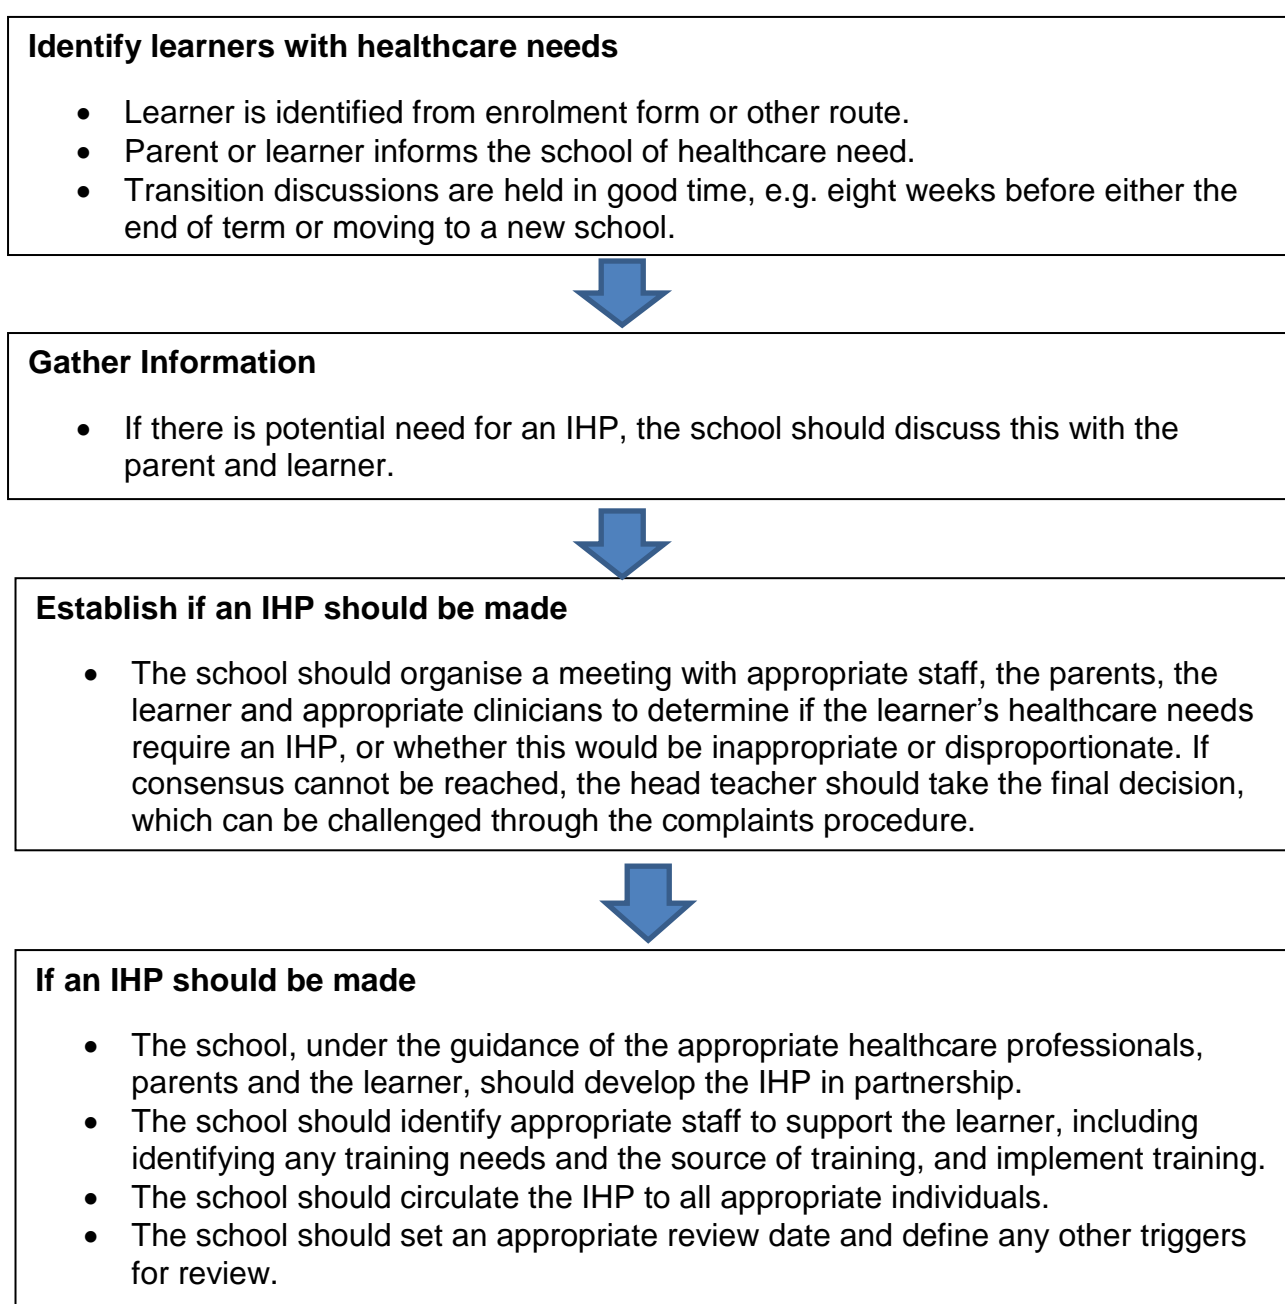 Identify learners with healthcare needs
• Learner is identified from enrolment form or other route.
• Parent or learner informs the school of healthcare need.
• Transition discussions are held in good time, e.g. eight weeks before either the
end of term or moving to a new school.
Gather Information
• If there is potential need for an IHP, the school should discuss this with the
parent and learner.
Establish if an IHP should be made
• The school should organise a meeting with appropriate staff, the parents, the
learner and appropriate clinicians to determine if the learner’s healthcare needs
require an IHP, or whether this would be inappropriate or disproportionate. If
consensus cannot be reached, the head teacher should take the final decision,
which can be challenged through the complaints procedure.
If an IHP should be made
• The school, under the guidance of the appropriate healthcare professionals,
parents and the learner, should develop the IHP in partnership.
• The school should identify appropriate staff to support the learner, including
identifying any training needs and the source of training, and implement training.
• The school should circulate the IHP to all appropriate individuals.
• The school should set an appropriate review date and define any other triggers
for review.